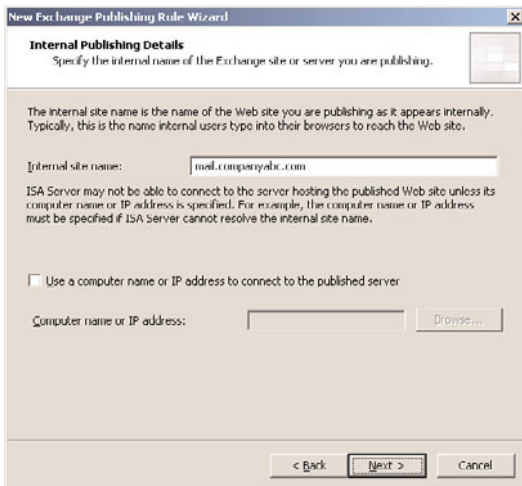 New Exchange Publishing Rule Wizard
Internal Publishing Details
Specify the internal name of the Exchange site or server you are publishing.
The internal site name is the name of the Web site you are publishing as it appears internally.
Typically, this is the name internal users type into their browsers to reach the Web site.
Internal site name:
mail.companyabc.com
ISA Server may not be able to connect to the server hosting the published Web site unless its
computer name or IP address is specified. For example, the computer name or IP address
must be specified if ISA Server cannot resolve the internal site name.
Use a computer name or IP address to connect to the published server
Computer name or IP address:
Browse...
< Back
Next >
Cancel